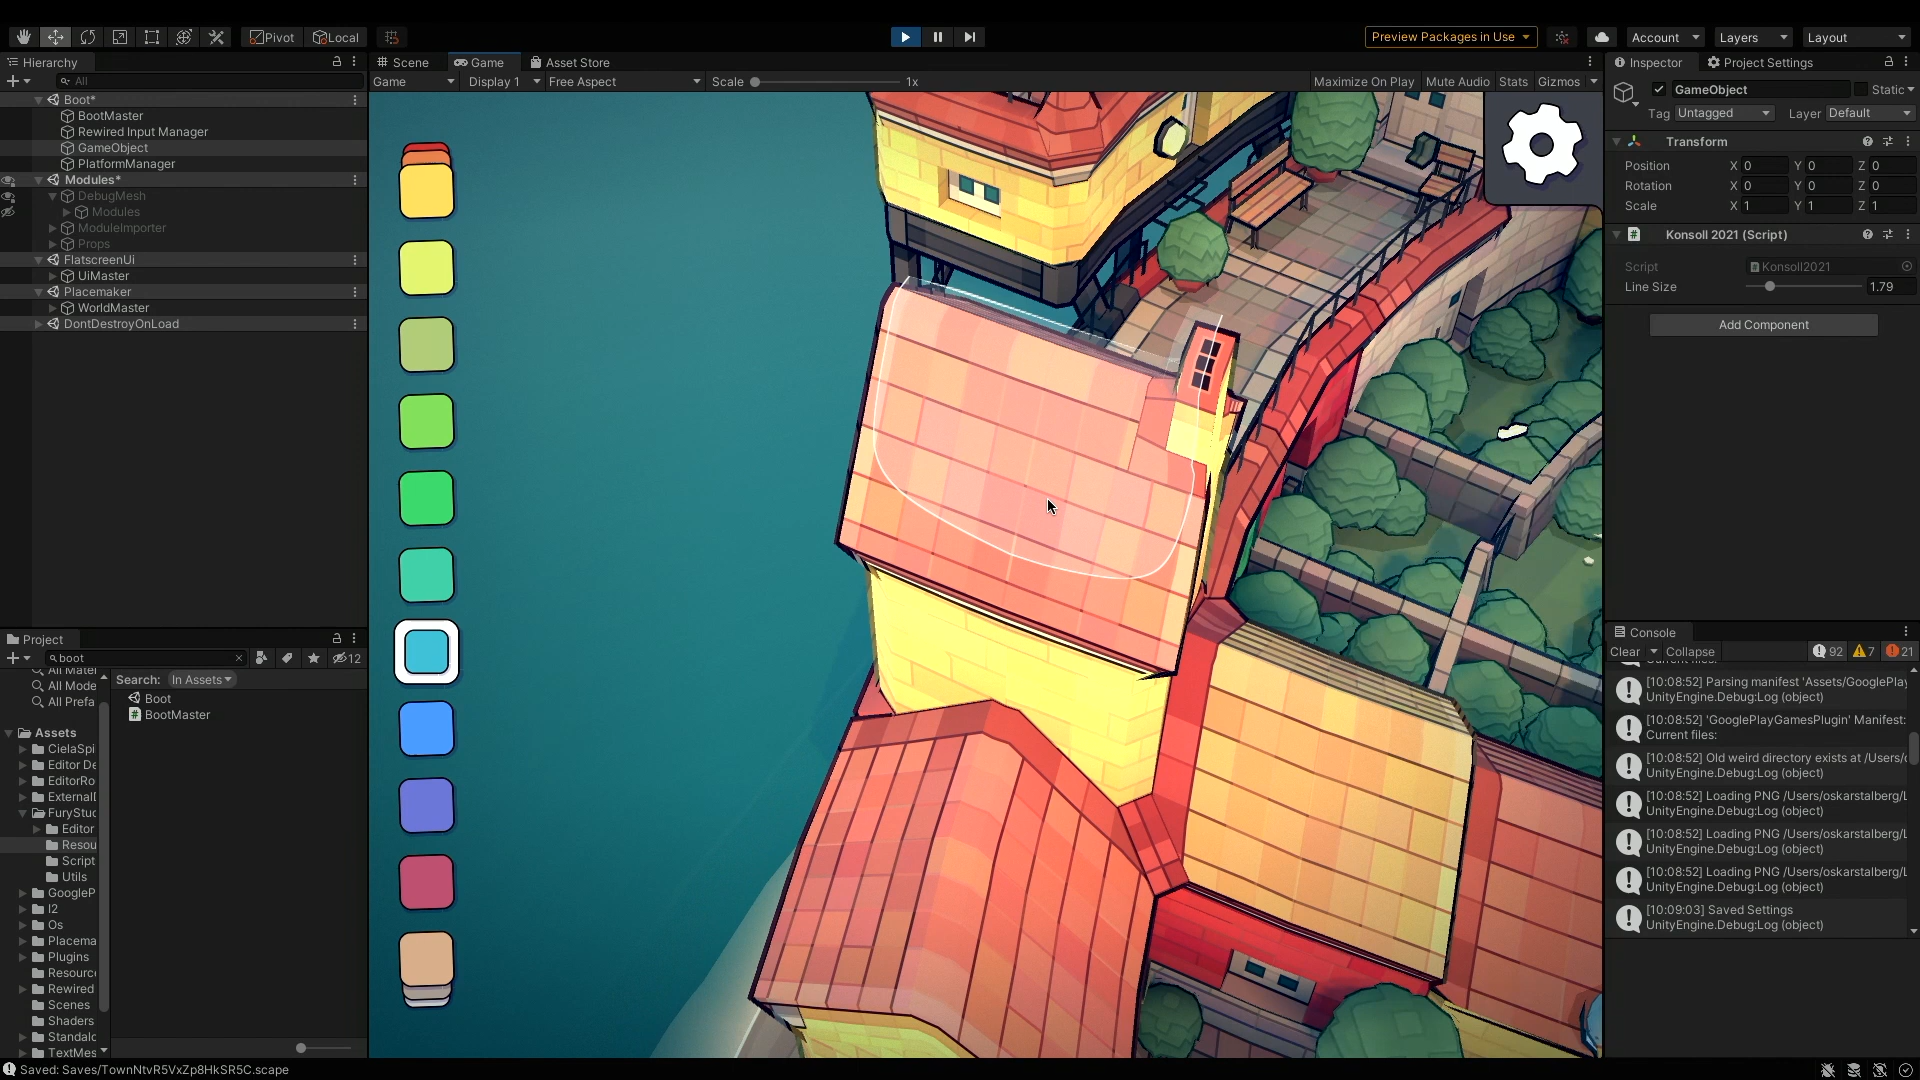 Pivot
Local
Preview Packages in Use
Account
Layers
Layout
Hierarchy
All
Boot*
BootMaster
Rewired Input Manager
GameObject
PlatformManager
Modules*
DebugMesh
Modules
ModuleImporter
Props
FlatscreenUi
UiMaster
Placemaker
WorldMaster
DontDestroyOnLoad
Scene
Game
Asset Store
Game
Display 1
Free Aspect
Scale
1x
Maximize On Play
Mute Audio
Stats
Gizmos
Inspector
Project Settings
GameObject
Static
Tag
Untagged
Layer
Default
Transform
Position
X 0 Y 0 Z 0
Rotation
X 0 Y 0 Z 0
Scale
X 1 Y 1 Z 1
Konsoll 2021 (Script)
Script
Konsoll2021
Line Size
1.79
Add Component
Project
boot
12
All Mater
All Mode
All Prefa
Assets
CielaSpi
Editor De
EditorRo
External
FuryStuc
Editor
Resou
Script
Utils
GoogleP
I2
Os
Placema
Plugins
Resource
Rewired
Scenes
Shaders
Standalc
TextMes
Search: In Assets
Boot
BootMaster
Console
Clear
Collapse
92
7
21
Current files:
[10:08:52] Parsing manifest 'Assets/GooglePlay
UnityEngine.Debug:Log (object)
[10:08:52] 'GooglePlayGamesPlugin' Manifest:
Current files:
[10:08:52] Old weird directory exists at /Users/
UnityEngine.Debug:Log (object)
[10:08:52] Loading PNG /Users/oskarstalberg/L
UnityEngine.Debug:Log (object)
[10:08:52] Loading PNG /Users/oskarstalberg/L
UnityEngine.Debug:Log (object)
[10:08:52] Loading PNG /Users/oskarstalberg/L
UnityEngine.Debug:Log (object)
[10:09:03] Saved Settings
UnityEngine.Debug:Log (object)
Saved: Saves/TownNtvR5VxZp8HkSR5C.scape